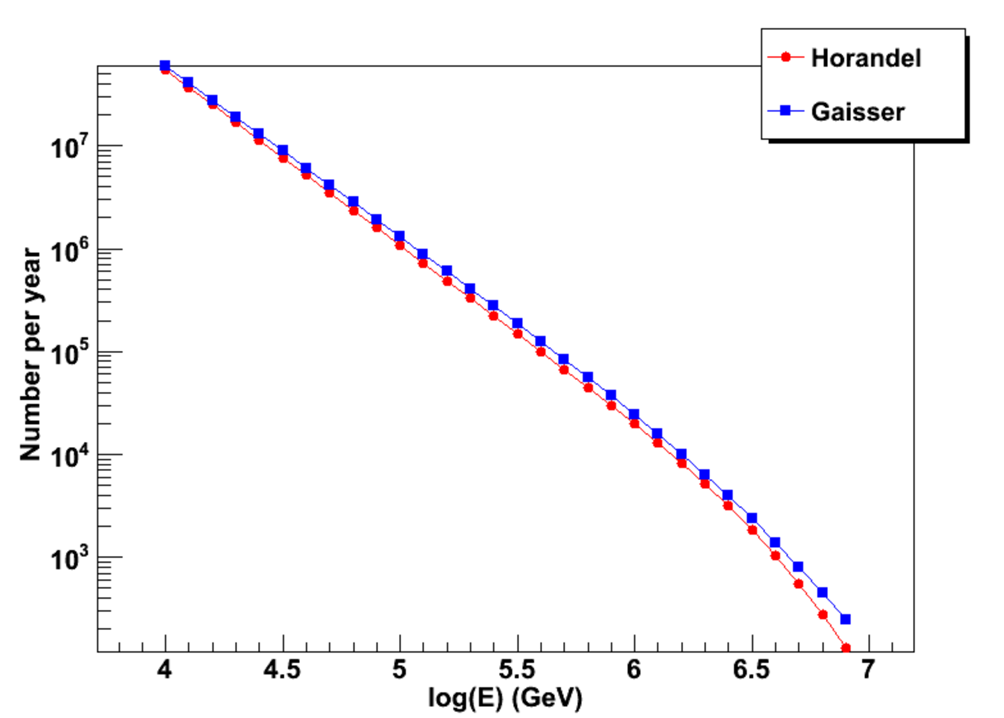 Horandel
Gaisser
Number per year
10⁷
10⁶
10⁵
10⁴
10³
4 4.5 5 5.5 6 6.5 7
log(E) (GeV)